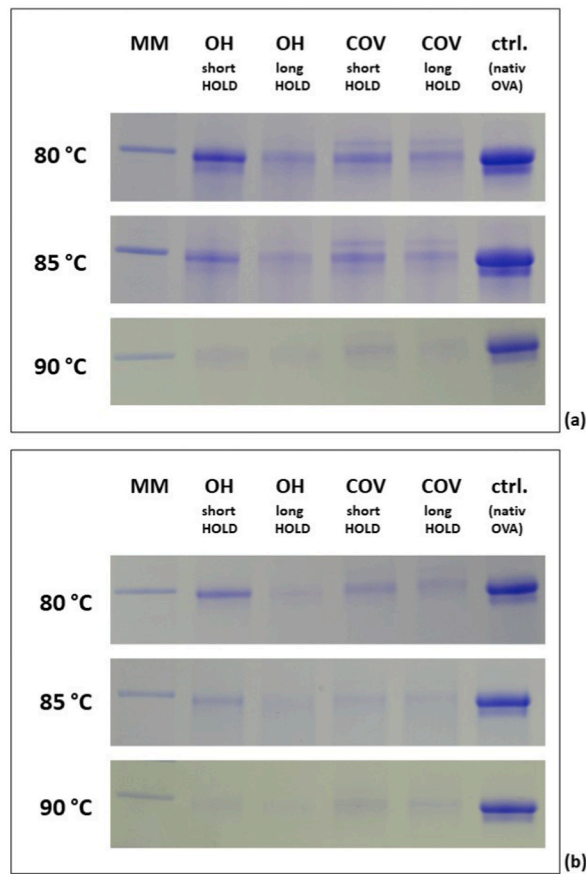 MM OH OH COV COV ctrl.
short long short long (nativ
HOLD HOLD HOLD HOLD OVA)
80 °C
85 °C
90 °C
(a)
MM OH OH COV COV ctrl.
short long short long (nativ
HOLD HOLD HOLD HOLD OVA)
80 °C
85 °C
90 °C
(b)